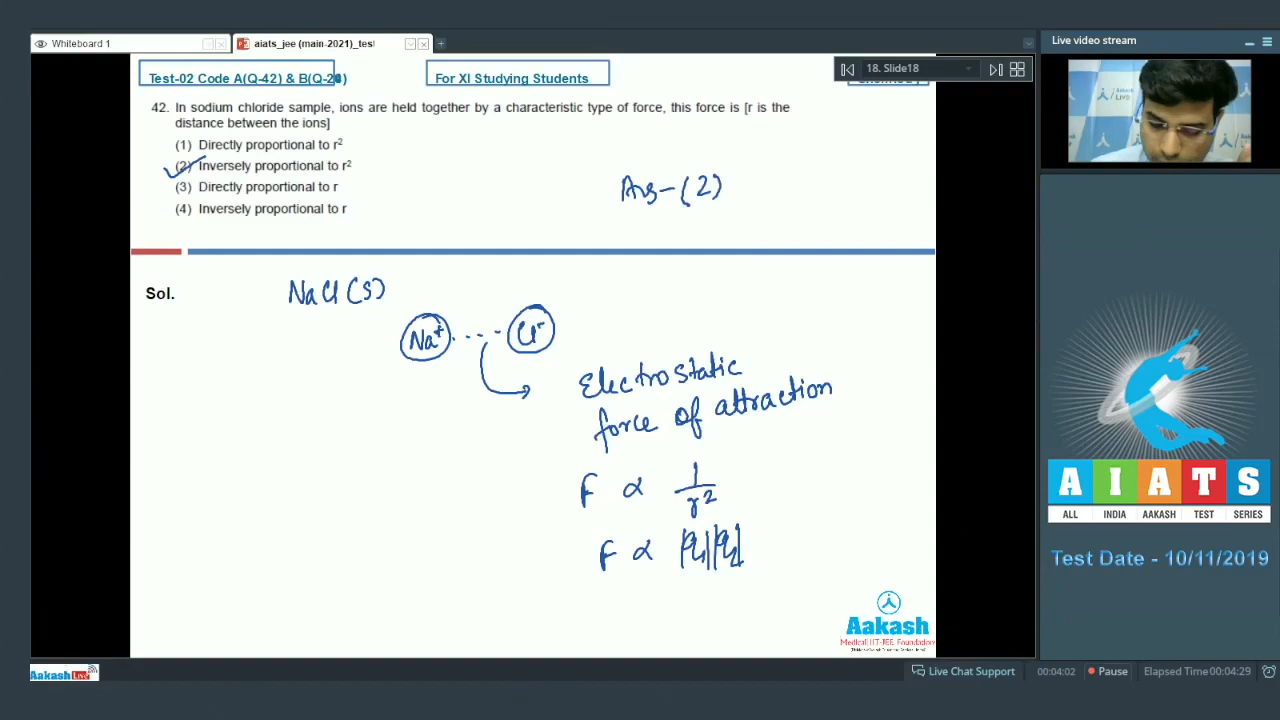 Whiteboard 1
aiats_jee (main-2021)_test
Live video stream
18. Slide18
Test-02 Code A(Q-42) & B(Q-
For XI Studying Students
42. In sodium chloride sample, ions are held together by a characteristic type of force, this force is [r is the
distance between the ions]
(1) Directly proportional to r²
(2) Inversely proportional to r²
(3) Directly proportional to r
(4) Inversely proportional to r
Ans-(2)
Sol.
NaCl(s)
Na⁺ ..... Cl⁻
Electrostatic
force of attraction
F ∝ 1/r²
F ∝ |q₁||q₂|
AIATS
ALL INDIA AAKASH TEST SERIES
Test Date - 10/11/2019
Aakash
Medical|IIT-JEE|Foundations
Aakash Live
Live Chat Support
00:04:02
Pause
Elapsed Time 00:04:29